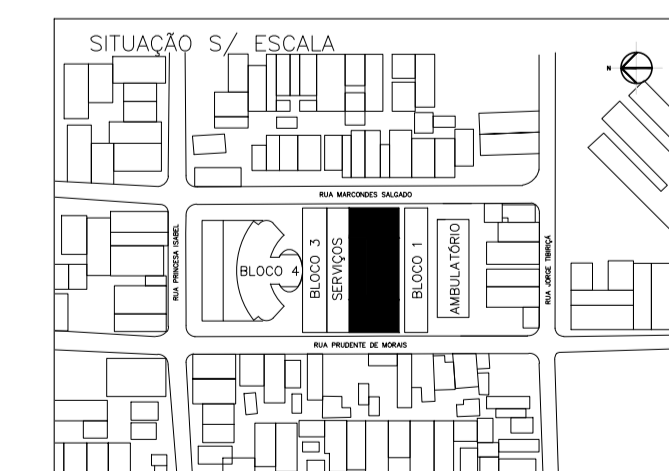 SITUAÇÃO S/ ESCALA
N
RUA MARCONDES SALGADO
RUA PRINCESA ISABEL
BLOCO 4
BLOCO 3
SERVIÇOS
BLOCO 1
AMBULATÓRIO
RUA JORGE TIBIRIÇÁ
RUA PRUDENTE DE MORAIS